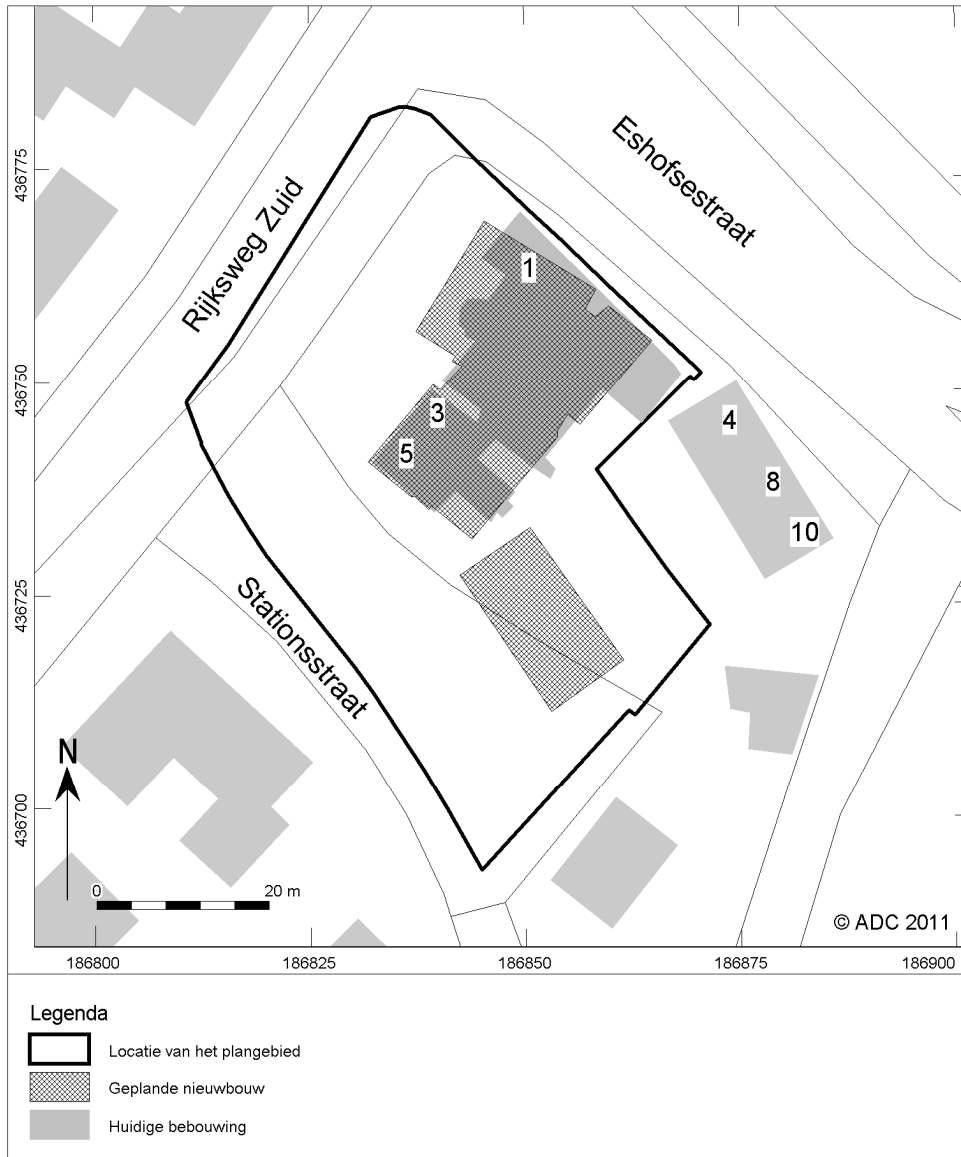 Eshofsestraat
Rijksweg Zuid
Stationsstraat
1
3
5
4
8
10
436775
436750
436725
436700
N
0 20 m
© ADC 2011
186800 186825 186850 186875 186900
Legenda
Locatie van het plangebied
Geplande nieuwbouw
Huidige bebouwing